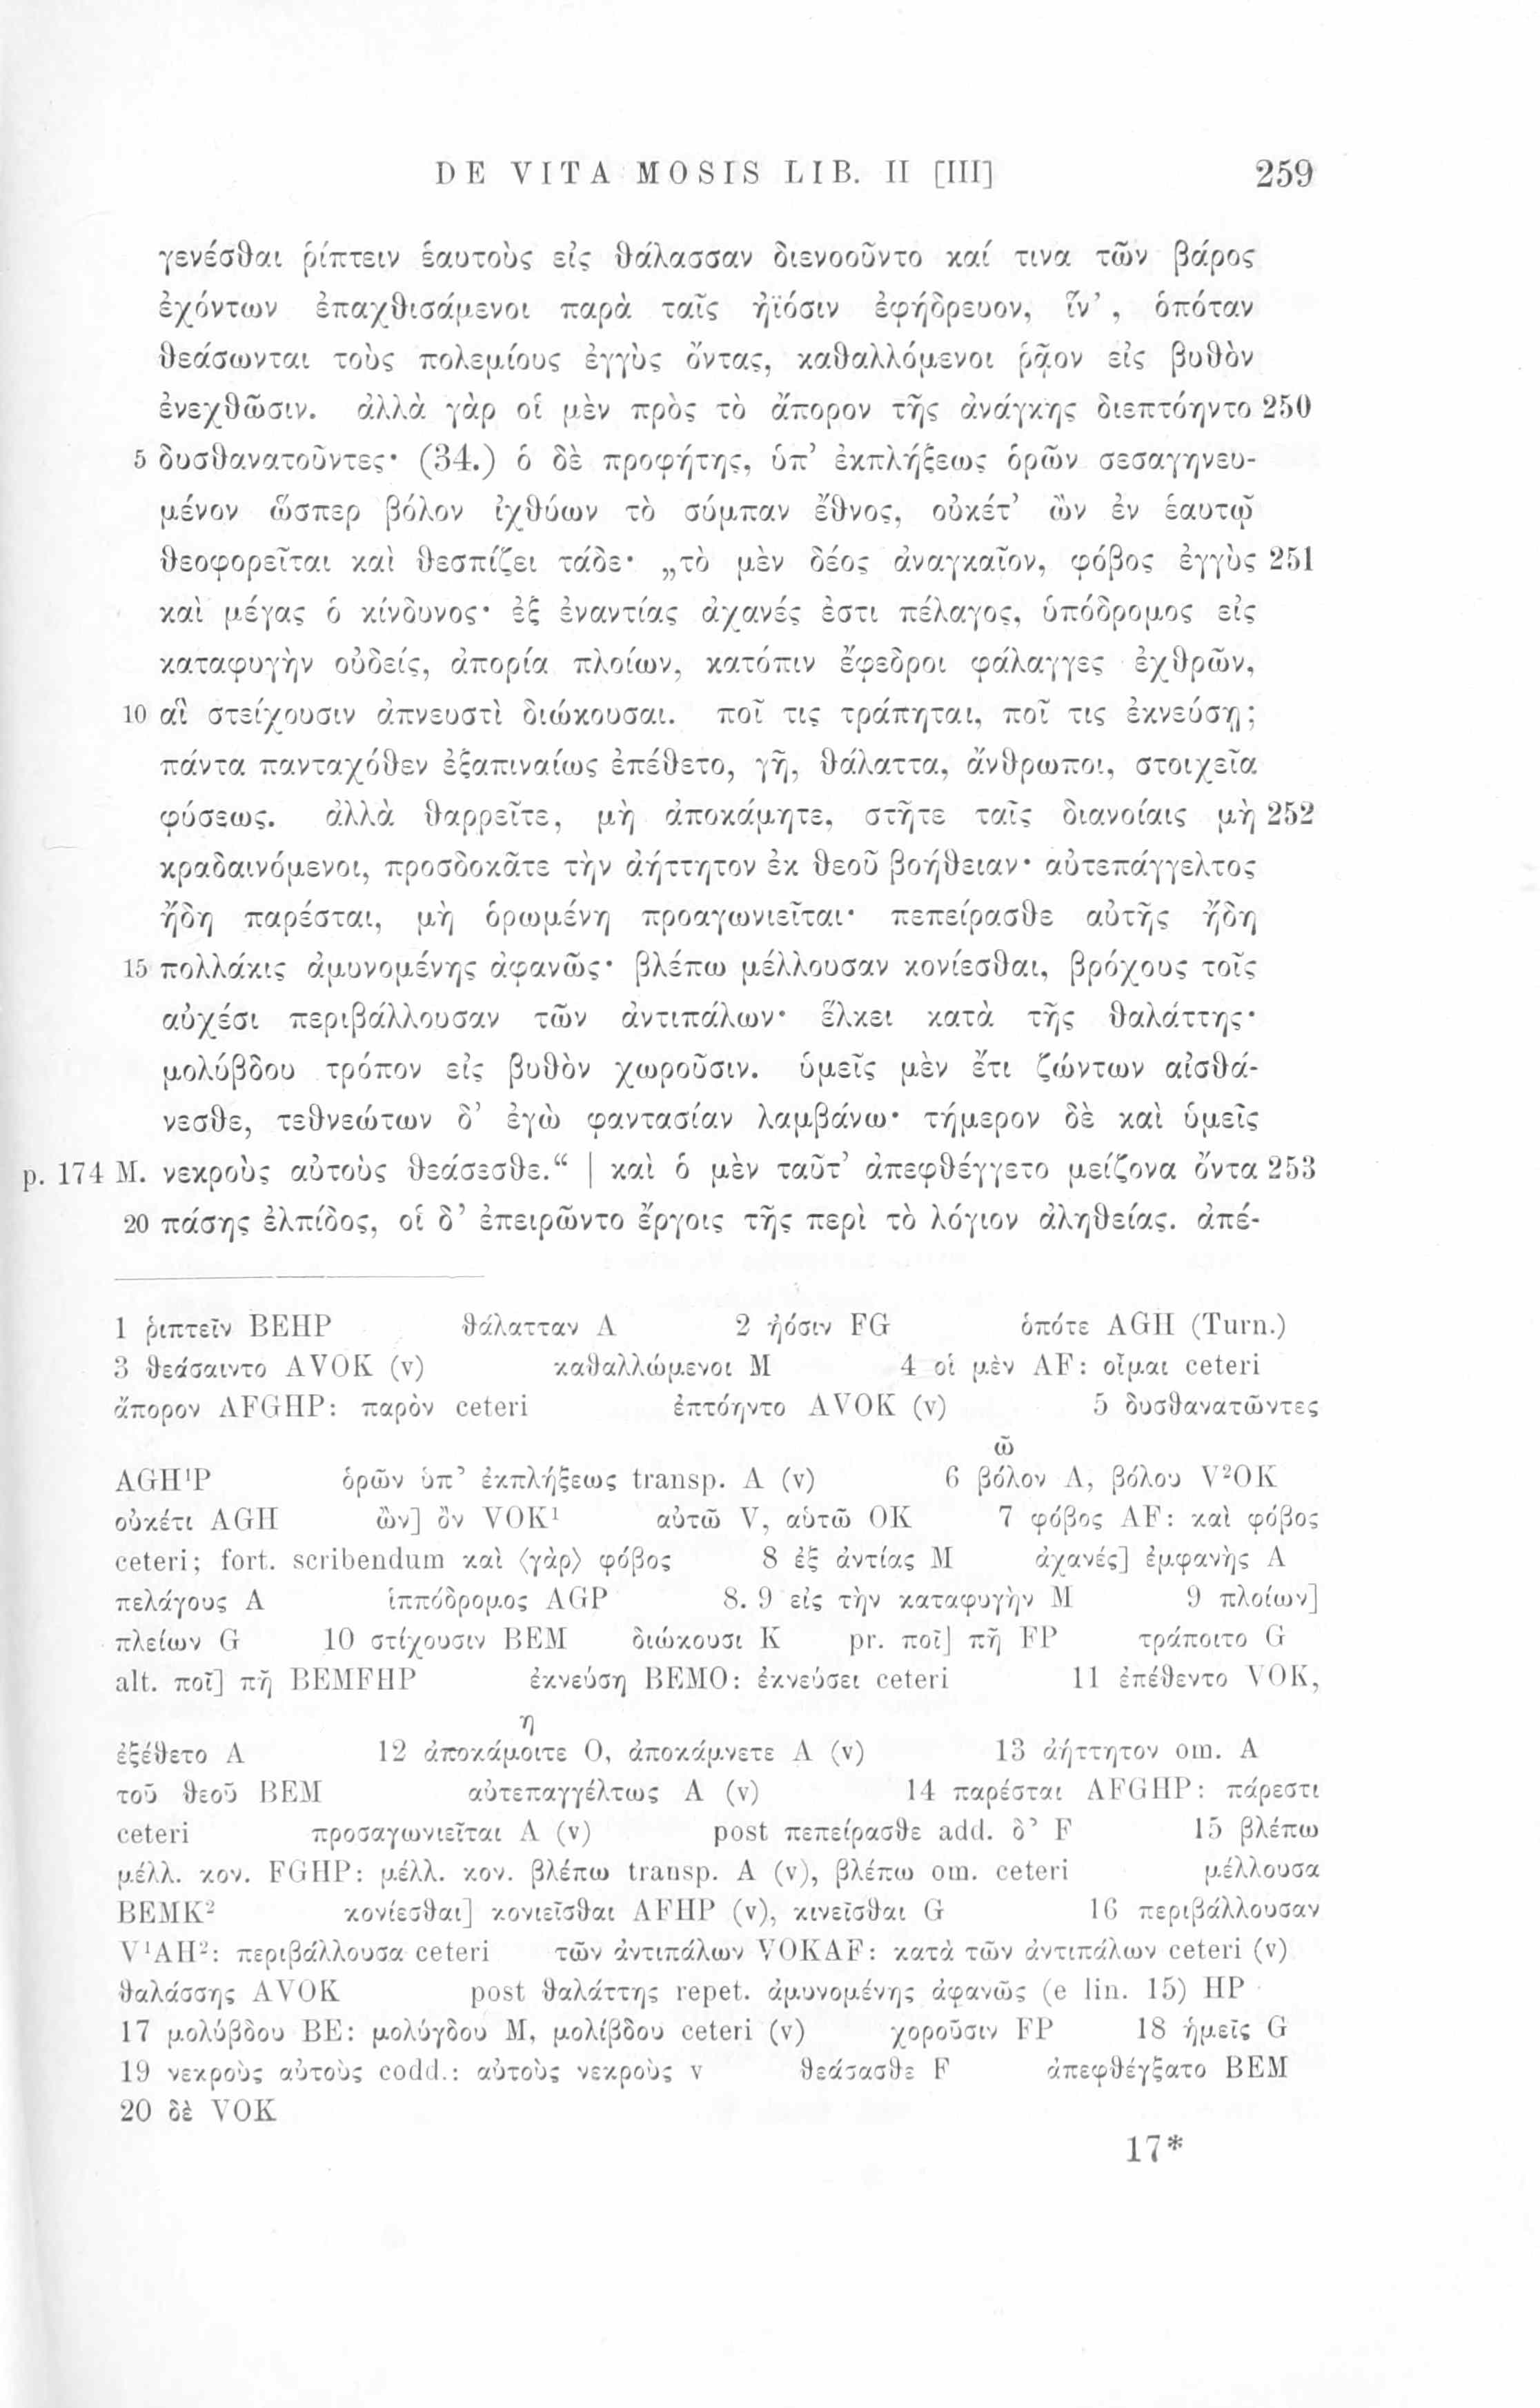 DE VITA MOSIS LIB. II [III] 259
γενέσθαι ῥίπτειν ἑαυτοὺς εἰς θάλασσαν διενοοῦντο καί τινα τῶν βάρος
ἐχόντων ἐπαχθισάμενοι παρὰ ταῖς ἠϊόσιν ἐφήδρευον, ἵν’, ὁπόταν
θεάσωνται τοὺς πολεμίους ἐγγὺς ὄντας, καθαλλόμενοι ῥᾷον εἰς βυθὸν
ἐνεχθῶσιν. ἀλλὰ γὰρ οἱ μὲν πρὸς τὸ ἄπορον τῆς ἀνάγκης διεπτόηντο 250
5 δυσθανατοῦντες· (34.) ὁ δὲ προφήτης, ὑπ’ ἐκπλήξεως ὁρῶν σεσαγηνευ-
μένον ὥσπερ βόλον ἰχθύων τὸ σύμπαν ἔθνος, οὐκέτ’ ὢν ἐν ἑαυτῷ
θεοφορεῖται καὶ θεσπίζει τάδε· „τὸ μὲν δέος ἀναγκαῖον, φόβος ἐγγὺς 251
καὶ μέγας ὁ κίνδυνος· ἐξ ἐναντίας ἀχανές ἐστι πέλαγος, ὑπόδρομος εἰς
καταφυγὴν οὐδείς, ἀπορία πλοίων, κατόπιν ἔφεδροι φάλαγγες ἐχθρῶν,
10 αἳ στείχουσιν ἀπνευστὶ διώκουσαι. ποῖ τις τράπηται, ποῖ τις ἐκνεύσῃ;
πάντα πανταχόθεν ἐξαπιναίως ἐπέθετο, γῆ, θάλαττα, ἄνθρωποι, στοιχεῖα
φύσεως. ἀλλὰ θαρρεῖτε, μὴ ἀποκάμητε, στῆτε ταῖς διανοίαις μὴ 252
κραδαινόμενοι, προσδοκᾶτε τὴν ἀήττητον ἐκ θεοῦ βοήθειαν· αὐτεπάγγελτος
ἤδη παρέσται, μὴ ὁρωμένη προαγωνιεῖται· πεπείρασθε αὐτῆς ἤδη
15 πολλάκις ἀμυνομένης ἀφανῶς· βλέπω μέλλουσαν κονίεσθαι, βρόχους τοῖς
αὐχέσι περιβάλλουσαν τῶν ἀντιπάλων· ἕλκει κατὰ τῆς θαλάττης·
μολύβδου τρόπον εἰς βυθὸν χωροῦσιν. ὑμεῖς μὲν ἔτι ζώντων αἰσθά-
νεσθε, τεθνεώτων δ’ ἐγὼ φαντασίαν λαμβάνω· τήμερον δὲ καὶ ὑμεῖς
p. 174 M. νεκροὺς αὐτοὺς θεάσεσθε.“ | καὶ ὁ μὲν ταῦτ’ ἀπεφθέγγετο μείζονα ὄντα 253
20 πάσης ἐλπίδος, οἱ δ’ ἐπειρῶντο ἔργοις τῆς περὶ τὸ λόγιον ἀληθείας. ἀπέ-
1 ῥιπτεῖν BEHP θάλατταν A 2 ἠόσιν FG ὁπότε AGH (Turn.)
3 θεάσαιντο AVOK (v) καθαλλώμενοι M 4 οἱ μὲν AF: οἶμαι ceteri
ἄπορον AFGHP: παρὸν ceteri ἐπτόηντο AVOK (v) 5 δυσθανατῶντες
ῶ
AGH¹P ὁρῶν ὑπ’ ἐκπλήξεως transp. A (v) 6 βόλον A, βόλου V²OK
οὐκέτι AGH ὢν] ὃν VOK¹ αὐτῶ V, αὑτῶ OK 7 φόβος AF: καὶ φόβος
ceteri; fort. scribendum καὶ ⟨γὰρ⟩ φόβος 8 ἐξ ἀντίας M ἀχανές] ἐμφανὴς A
πελάγους A ἱππόδρομος AGP 8. 9 εἰς τὴν καταφυγὴν M 9 πλοίων]
πλείων G 10 στίχουσιν BEM διώκουσι K pr. ποῖ] πῆ FP τράποιτο G
alt. ποῖ] πῆ BEMFHP ἐκνεύση BEMO: ἐκνεύσει ceteri 11 ἐπέθεντο VOK,
η
ἐξέθετο A 12 ἀποκάμοιτε O, ἀποκάμνετε A (v) 13 ἀήττητον om. A
τοῦ θεοῦ BEM αὐτεπαγγέλτως A (v) 14 παρέσται AFGHP: πάρεστι
ceteri προσαγωνιεῖται A (v) post πεπείρασθε add. δ’ F 15 βλέπω
μέλλ. κον. FGHP: μέλλ. κον. βλέπω transp. A (v), βλέπω om. ceteri μέλλουσα
BEMK² κονίεσθαι] κονιεῖσθαι AFHP (v), κινεῖσθαι G 16 περιβάλλουσαν
V¹AH²: περιβάλλουσα ceteri τῶν ἀντιπάλων VOKAF: κατὰ τῶν ἀντιπάλων ceteri (v)
θαλάσσης AVOK post θαλάττης repet. ἀμυνομένης ἀφανῶς (e lin. 15) HP
17 μολύβδου BE: μολύγδου M, μολίβδου ceteri (v) χοροῦσιν FP 18 ἡμεῖς G
19 νεκροὺς αὐτοὺς codd.: αὐτοὺς νεκροὺς v θεάσασθε F ἀπεφθέγξατο BEM
20 δὲ VOK
17*